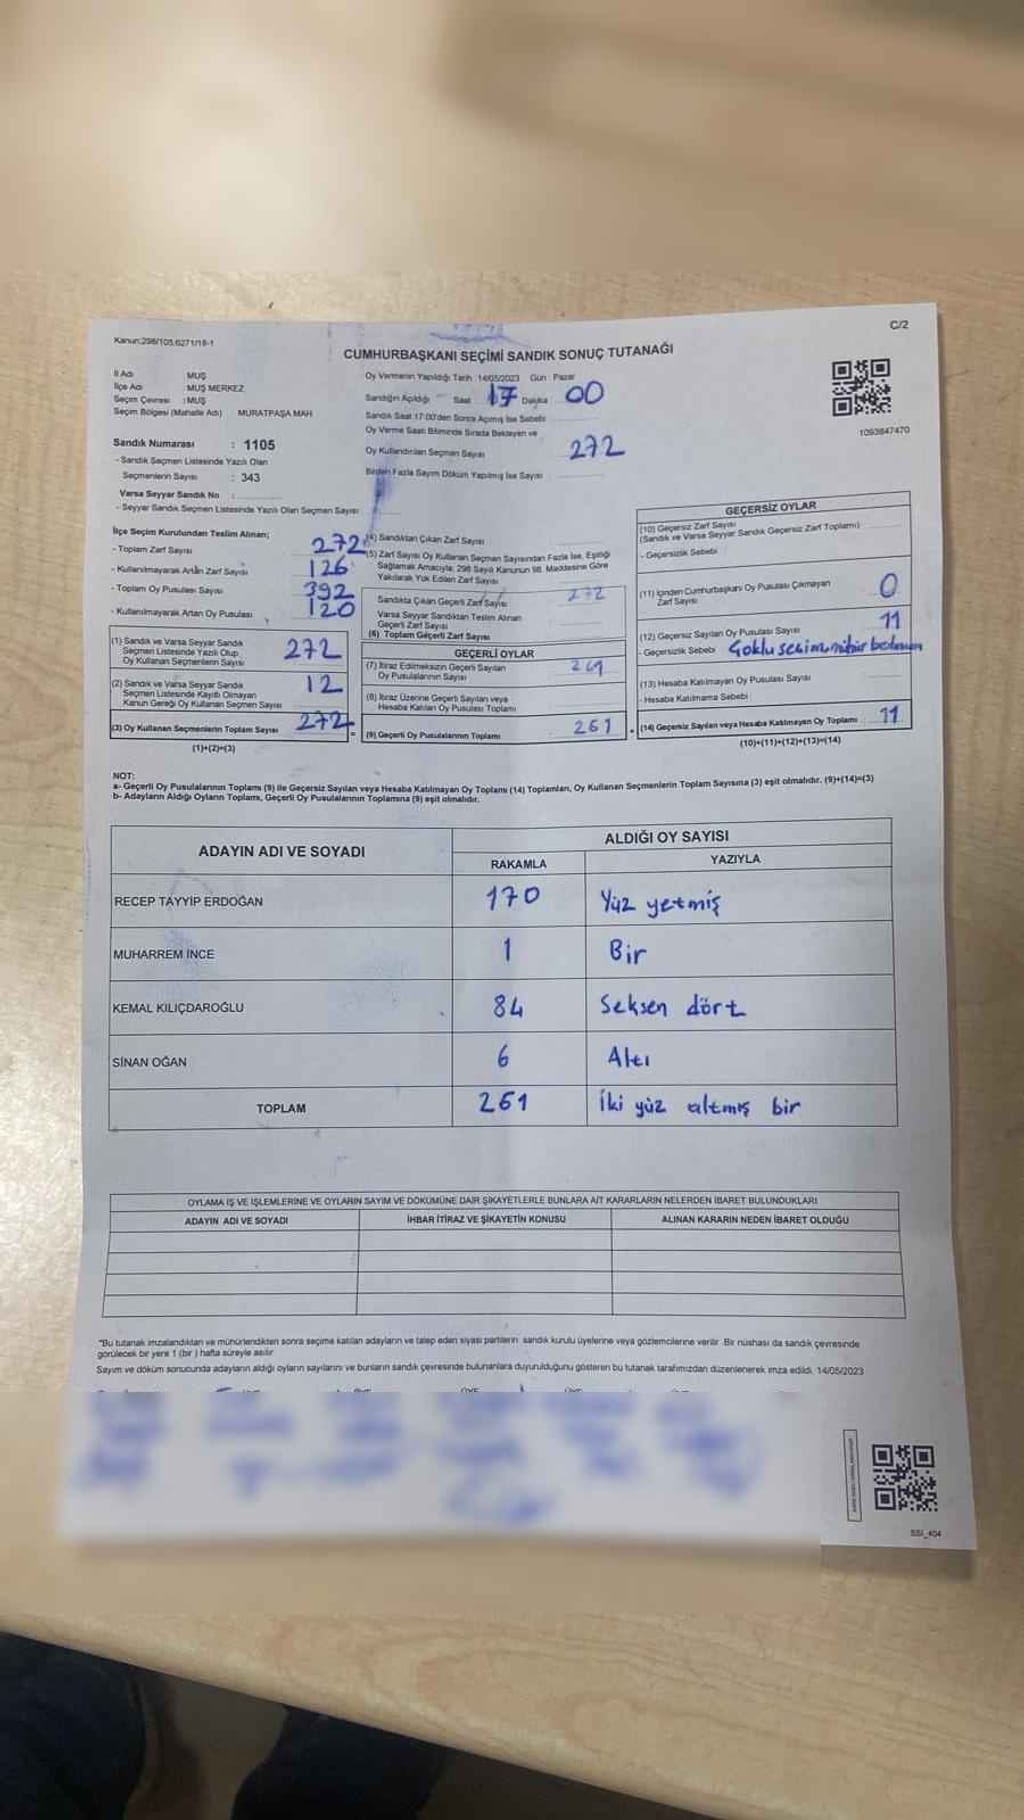 C/2
Kanun:298/105,6271/18-1
CUMHURBAŞKANI SEÇİMİ SANDIK SONUÇ TUTANAĞI
İl Adı : MUŞ
İlçe Adı : MUŞ MERKEZ
Seçim Çevresi : MUŞ
Seçim Bölgesi (Mahalle Adı) MURATPAŞA MAH
Sandık Numarası : 1105
- Sandık Seçmen Listesinde Yazılı Olan
Seçmenlerin Sayısı : 343
Varsa Seyyar Sandık No :
- Seyyar Sandık Seçmen Listesinde Yazılı Olan Seçmen Sayısı
Oy Vermenin Yapıldığı Tarih :14/05/2023 Gün : Pazar
Sandığın Açıldığı Saat 17 Dakika 00
Sandık Saat 17:00'den Sonra Açılmış İse Sebebi
Oy Verme Saati Bitiminde Sırada Bekleyen ve
Oy Kullandırılan Seçmen Sayısı 272
Birden Fazla Sayım Döküm Yapılmış İse Sayısı
1093847470
İlçe Seçim Kurulundan Teslim Alınan;
- Toplam Zarf Sayısı 272
- Kullanılmayarak Artan Zarf Sayısı 126
- Toplam Oy Pusulası Sayısı 392
- Kullanılmayarak Artan Oy Pusulası 120
(1) Sandık ve Varsa Seyyar Sandık
Seçmen Listesinde Yazılı Olup
Oy Kullanan Seçmenlerin Sayısı 272
(2) Sandık ve Varsa Seyyar Sandık
Seçmen Listesinde Kayıtlı Olmayan
Kanun Gereği Oy Kullanan Seçmen Sayısı 12
(3) Oy Kullanan Seçmenlerin Toplam Sayısı 272
(1)+(2)=(3)
(4) Sandıktan Çıkan Zarf Sayısı
(5) Zarf Sayısı Oy Kullanan Seçmen Sayısından Fazla İse, Eşitliği
Sağlamak Amacıyla; 298 Sayılı Kanunun 98. Maddesine Göre
Yakılarak Yok Edilen Zarf Sayısı
Sandıkta Çıkan Geçerli Zarf Sayısı 272
Varsa Seyyar Sandıktan Teslim Alınan
Geçerli Zarf Sayısı
(6) Toplam Geçerli Zarf Sayısı
GEÇERLİ OYLAR
(7) İtiraz Edilmeksizin Geçerli Sayılan
Oy Pusulalarının Sayısı 261
(8) İtiraz Üzerine Geçerli Sayılan veya
Hesaba Katılan Oy Pusulası Toplamı
(9) Geçerli Oy Pusulalarının Toplamı 261
GEÇERSİZ OYLAR
(10) Geçersiz Zarf Sayısı
(Sandık ve Varsa Seyyar Sandık Geçersiz Zarf Toplamı)
- Geçersizlik Sebebi
(11) İçinden Cumhurbaşkanı Oy Pusulası Çıkmayan
Zarf Sayısı 0
(12) Geçersiz Sayılan Oy Pusulası Sayısı 11
- Geçersizlik Sebebi
(13) Hesaba Katılmayan Oy Pusulası Sayısı
- Hesaba Katılmama Sebebi
(14) Geçersiz Sayılan veya Hesaba Katılmayan Oy Toplamı 11
(10)+(11)+(12)+(13)=(14)
NOT:
a- Geçerli Oy Pusulalarının Toplamı (9) ile Geçersiz Sayılan veya Hesaba Katılmayan Oy Toplamı (14) Toplamları, Oy Kullanan Seçmenlerin Toplam Sayısına (3) eşit olmalıdır. (9)+(14)=(3)
b- Adayların Aldığı Oyların Toplamı, Geçerli Oy Pusulalarının Toplamına (9) eşit olmalıdır.
ADAYIN ADI VE SOYADI
ALDIĞI OY SAYISI
RAKAMLA YAZIYLA
RECEP TAYYİP ERDOĞAN 170 Yüz yetmiş
MUHARREM İNCE 1 Bir
KEMAL KILIÇDAROĞLU 84 Seksen dört
SİNAN OĞAN 6 Altı
TOPLAM 261 İki yüz altmış bir
OYLAMA İŞ VE İŞLEMLERİNE VE OYLARIN SAYIM VE DÖKÜMÜNE DAİR ŞİKAYETLERLE BUNLARA AİT KARARLARIN NELERDEN İBARET BULUNDUKLARI
ADAYIN ADI VE SOYADI İHBAR İTİRAZ VE ŞİKAYETİN KONUSU ALINAN KARARIN NEDEN İBARET OLDUĞU
"Bu tutanak imzalandıktan ve mühürlendikten sonra seçime katılan adayların ve talep eden siyasi partilerin sandık kurulu üyelerine veya gözlemcilerine verilir. Bir nüshası da sandık çevresinde
görülecek bir yere 1 (bir) hafta süreyle asılır
Sayım ve döküm sonucunda adayların aldığı oyların sayılarını ve bunların sandık çevresinde bulunanlara duyurulduğunu gösteren bu tutanak tarafımızdan düzenlenerek imza edildi. 14/05/2023
SSI_404